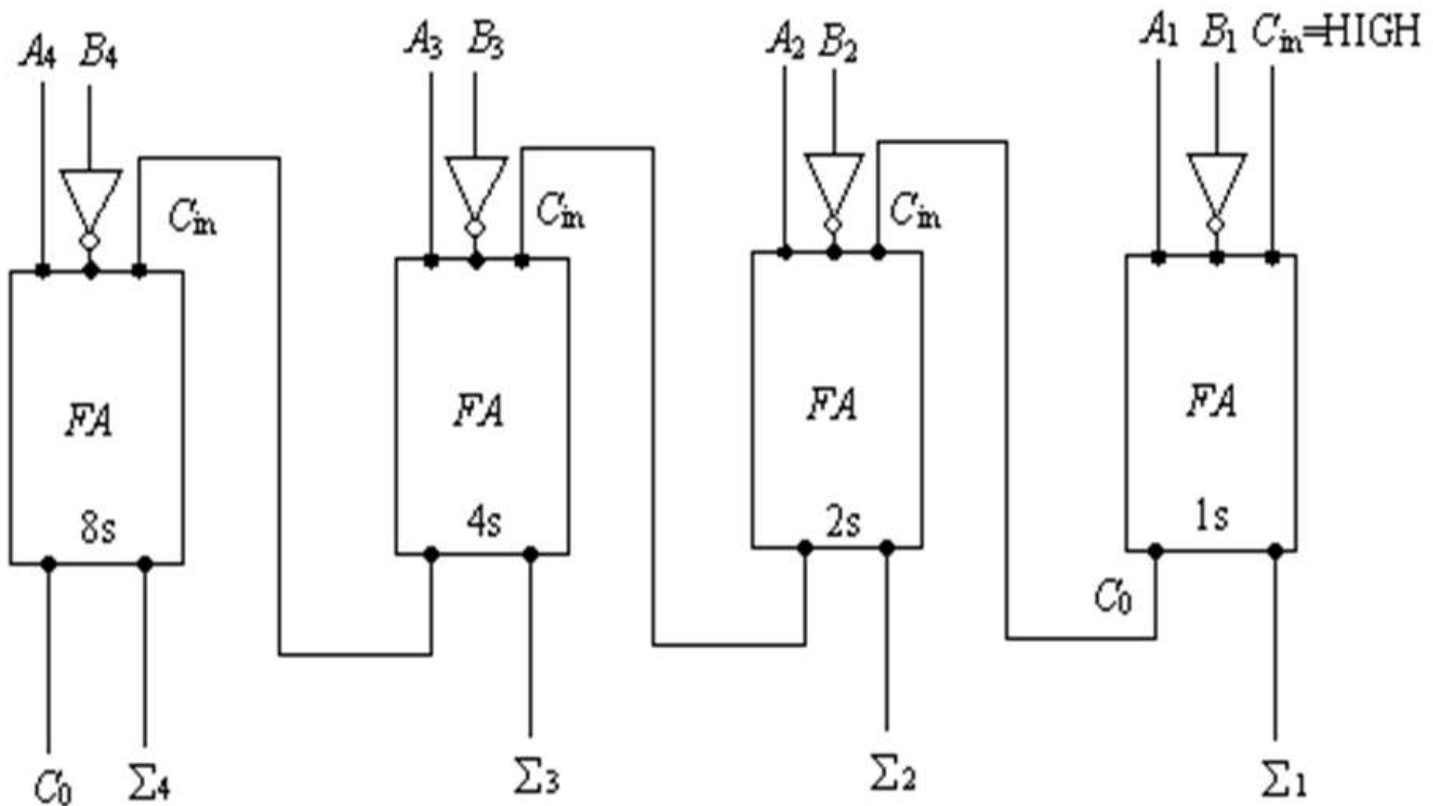 A4 B4
A3 B3
A2 B2
A1 B1 Cin=HIGH
Cin
Cin
Cin
FA
FA
FA
FA
8s
4s
2s
1s
C0
C0
Σ4
Σ3
Σ2
Σ1